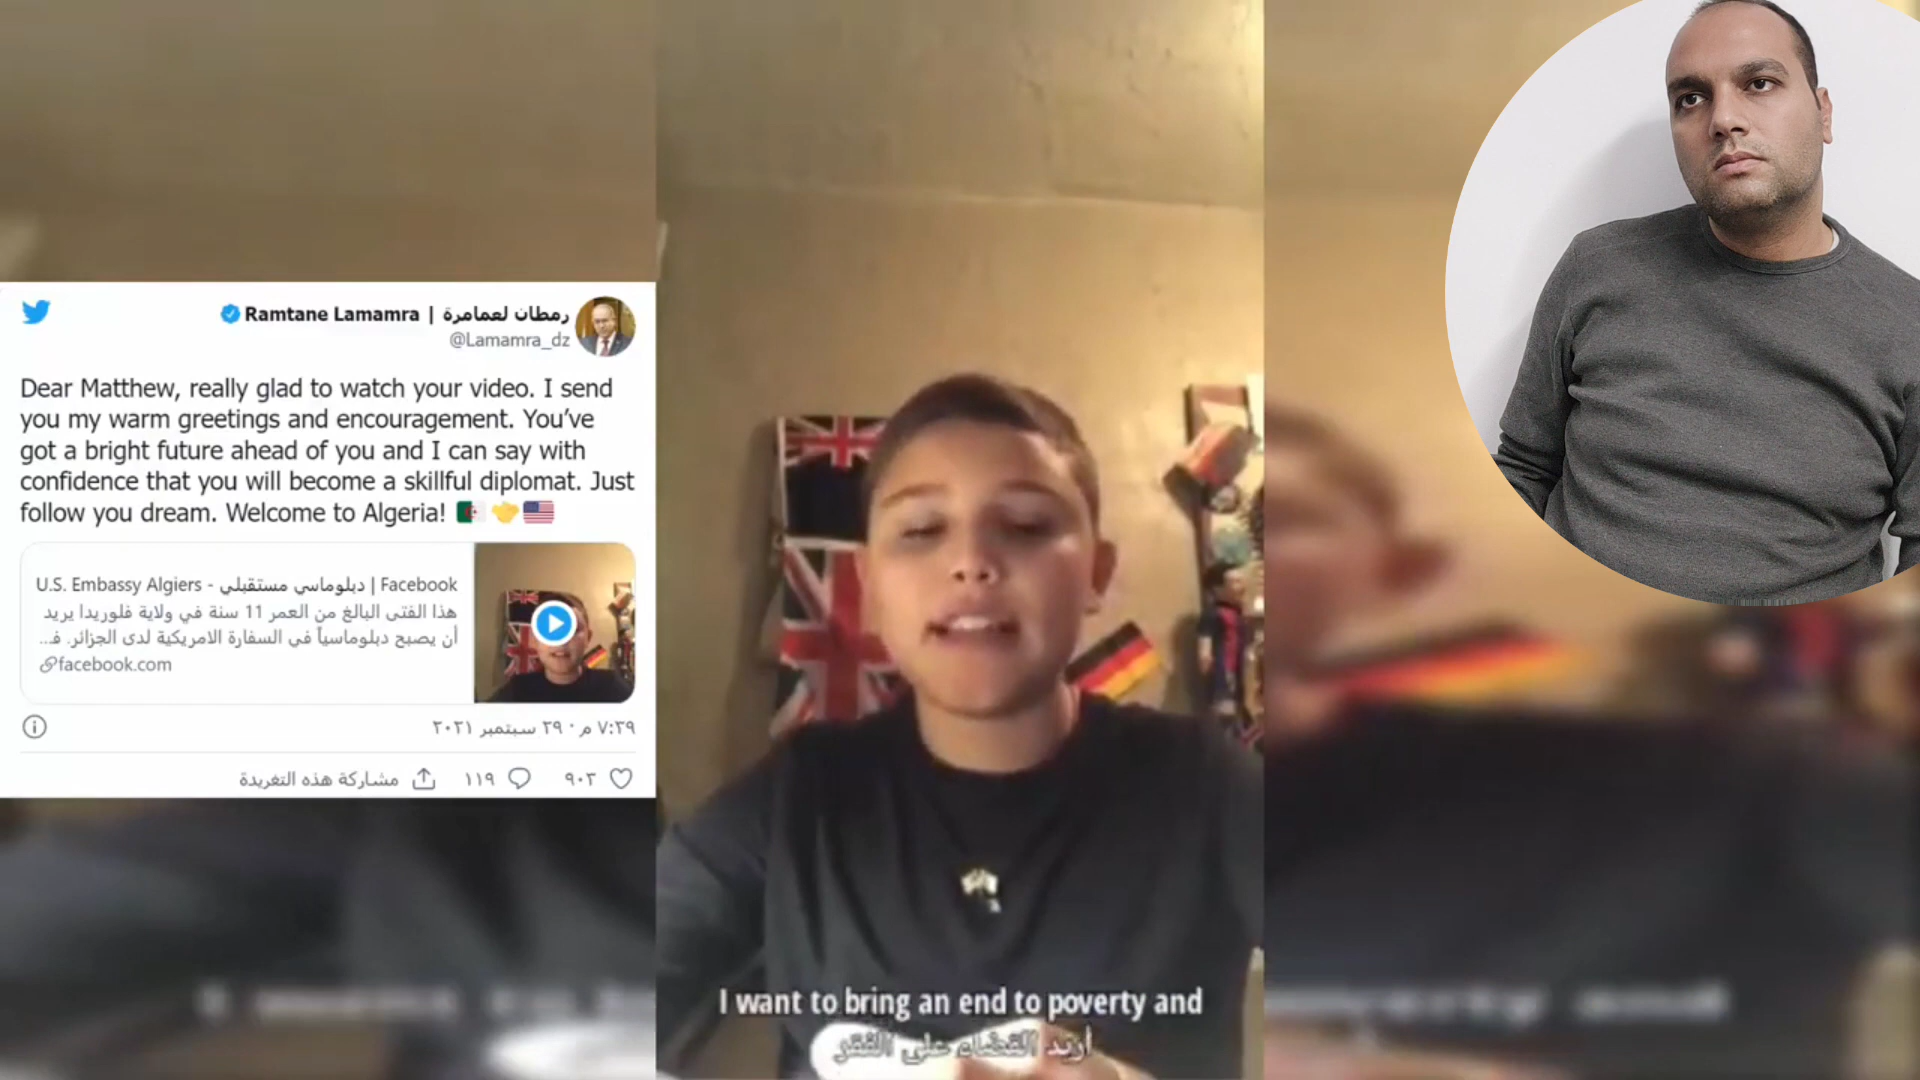 Ramtane Lamamra | رمطان لعمامرة
@Lamamra_dz
Dear Matthew, really glad to watch your video. I send
you my warm greetings and encouragement. You’ve
got a bright future ahead of you and I can say with
confidence that you will become a skillful diplomat. Just
follow you dream. Welcome to Algeria! 🇩🇿🤝🇺🇸
U.S. Embassy Algiers - دبلوماسي مستقبلي | Facebook
هذا الفتى البالغ من العمر 11 سنة في ولاية فلوريدا يريد
أن يصبح دبلوماسياً في السفارة الامريكية لدى الجزائر. فـ...
facebook.com
٧:٣٩ م · ٢٩ سبتمبر ٢٠٢١
٩٠٣ ١١٩ مشاركة هذه التغريدة
I want to bring an end to poverty and
أريد القضاء على الفقر